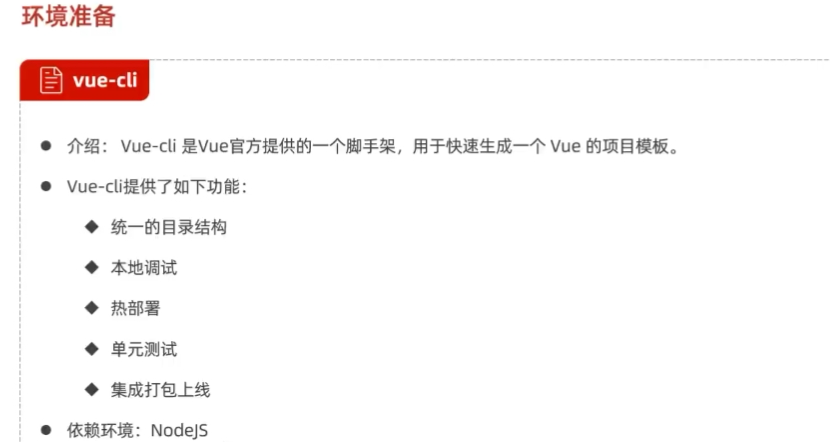 环境准备
vue-cli
介绍： Vue-cli 是Vue官方提供的一个脚手架，用于快速生成一个 Vue 的项目模板。
Vue-cli提供了如下功能：
统一的目录结构
本地调试
热部署
单元测试
集成打包上线
依赖环境：NodeJS